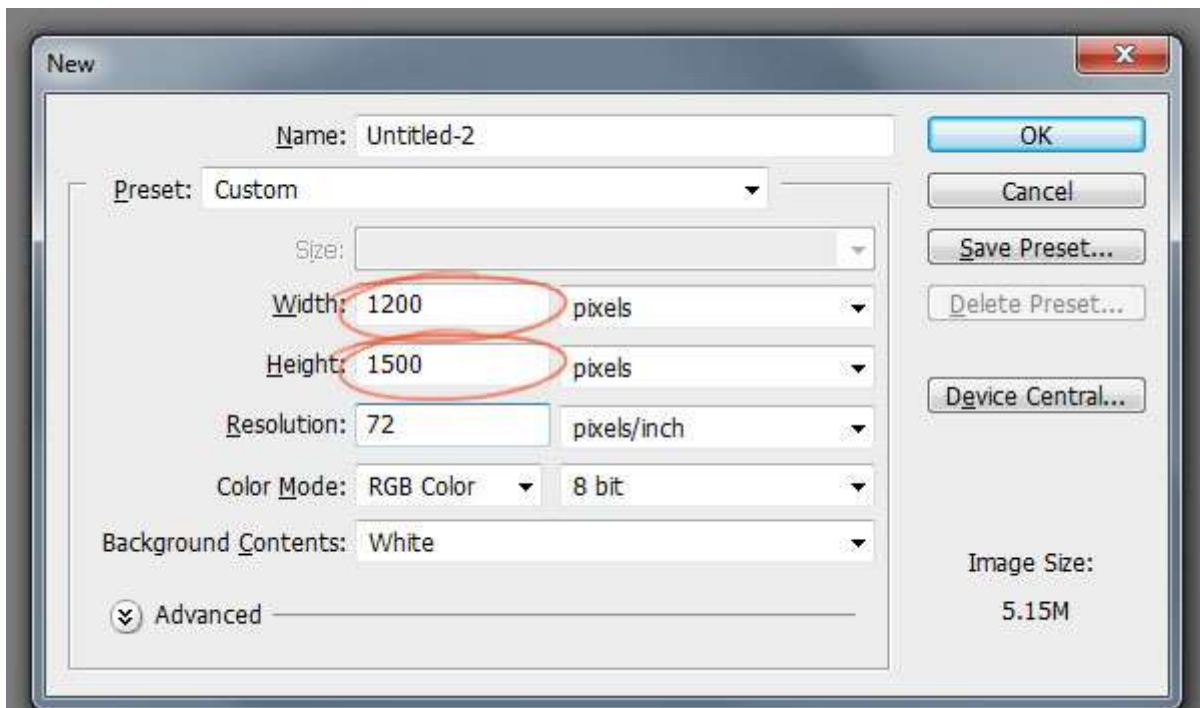 New
Name: Untitled-2
OK
Preset: Custom
Cancel
Size:
Save Preset...
Width: 1200 pixels
Delete Preset...
Height: 1500 pixels
Device Central...
Resolution: 72 pixels/inch
Color Mode: RGB Color 8 bit
Background Contents: White
Image Size:
5.15M
Advanced